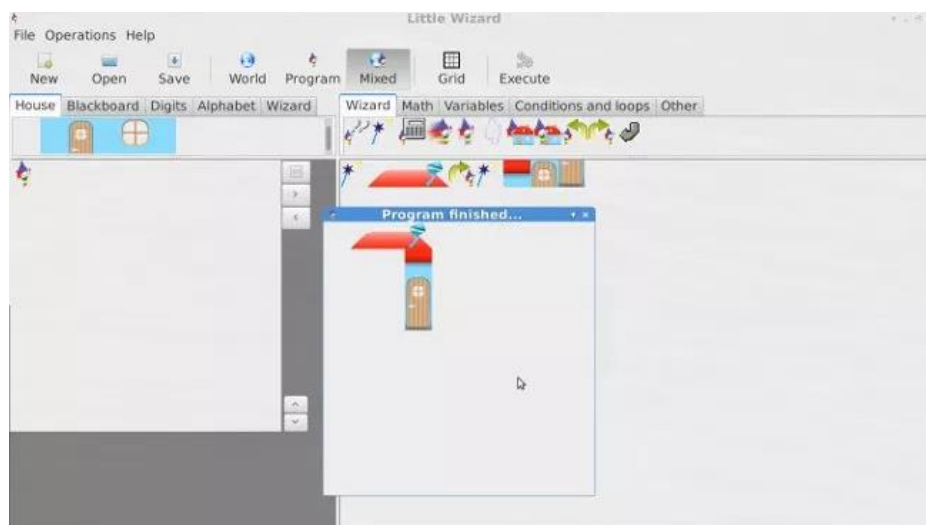 Little Wizard
File Operations Help
New Open Save World Program Mixed Grid Execute
House Blackboard Digits Alphabet Wizard Wizard Math Variables Conditions and loops Other
Program finished...